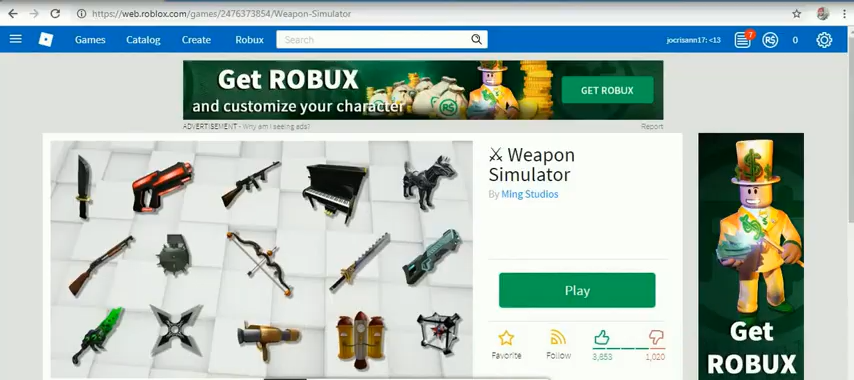 https://web.roblox.com/games/2476373854/Weapon-Simulator
Games Catalog Create Robux Search jocrisann17: <13 7 0
Get ROBUX
and customize your character
GET ROBUX
ADVERTISEMENT - Why am I seeing ads? Report
Weapon
Simulator
By Ming Studios
Play
Favorite Follow 3,653 1,020
Get
ROBUX